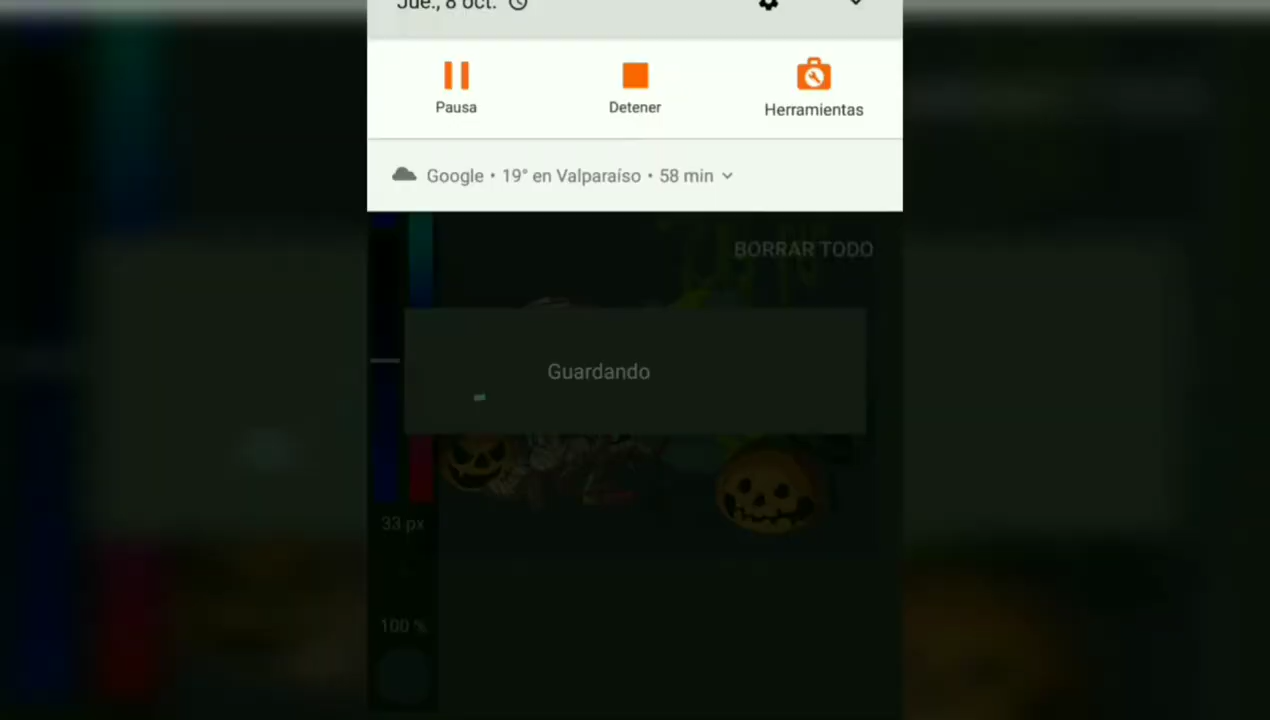 Jue., 8 oct.
Pausa
Detener
Herramientas
Google • 19° en Valparaíso • 58 min
BORRAR TODO
Guardando
33 px
100 %